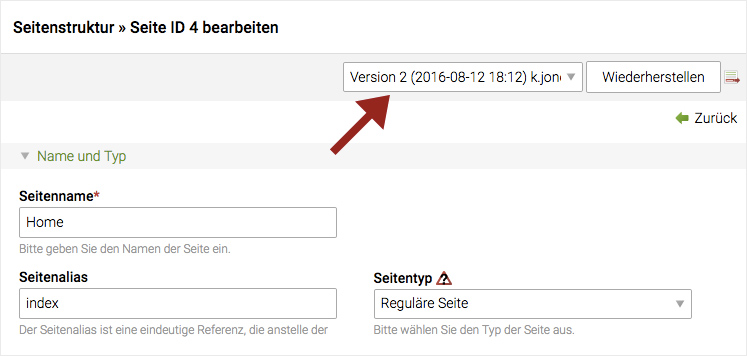 Seitenstruktur » Seite ID 4 bearbeiten
Version 2 (2016-08-12 18:12) k.jone
Wiederherstellen
Zurück
Name und Typ
Seitenname*
Home
Bitte geben Sie den Namen der Seite ein.
Seitenalias
Seitentyp
index
Reguläre Seite
Der Seitenalias ist eine eindeutige Referenz, die anstelle der
Bitte wählen Sie den Typ der Seite aus.